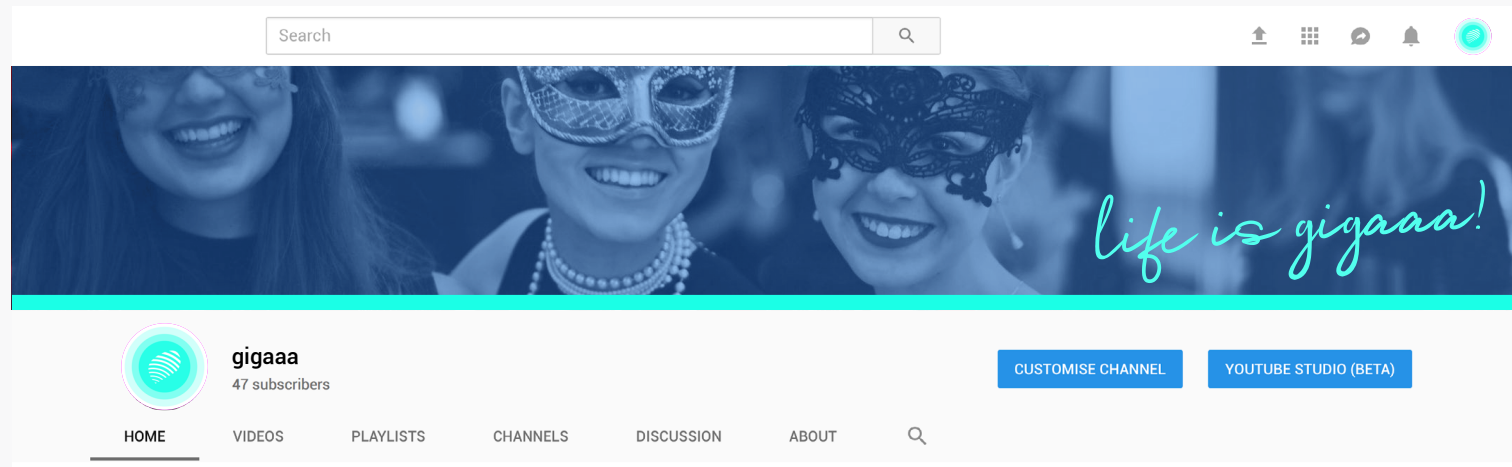 Search
life is gigaaa!
gigaaa
47 subscribers
CUSTOMISE CHANNEL
YOUTUBE STUDIO (BETA)
HOME VIDEOS PLAYLISTS CHANNELS DISCUSSION ABOUT